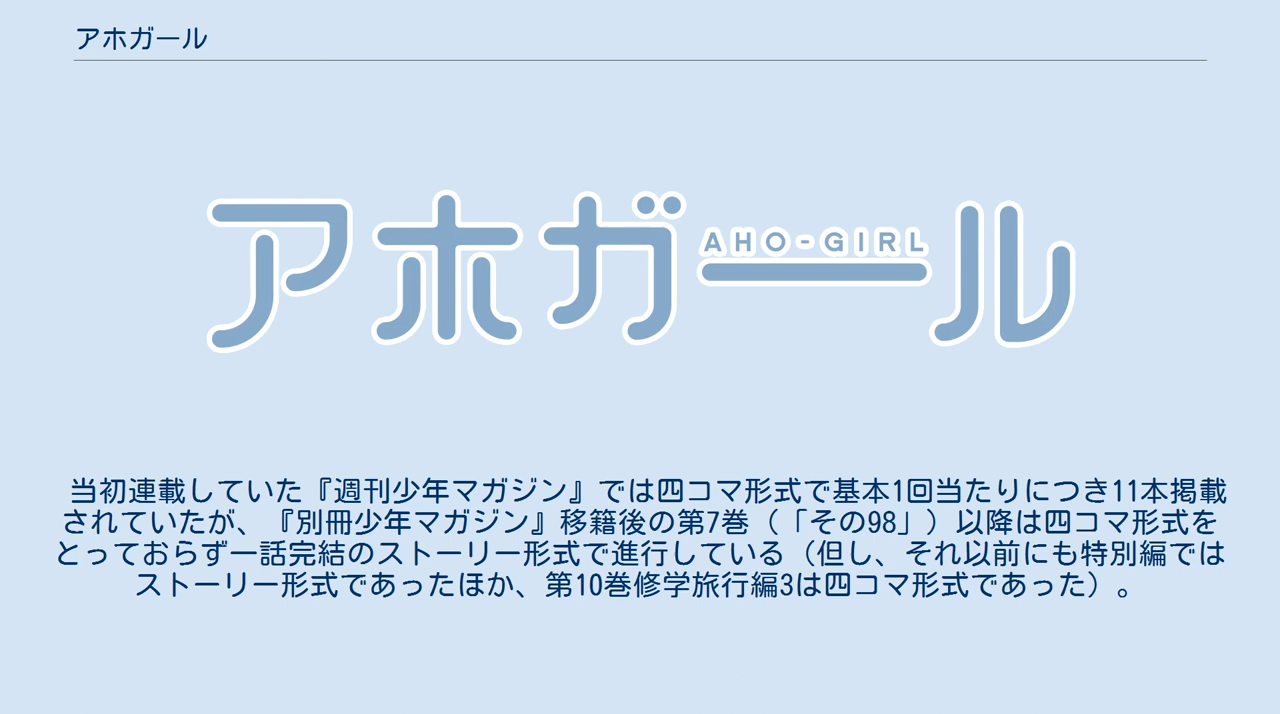 アホガール
アホガール
AHO-GIRL
当初連載していた『週刊少年マガジン』では四コマ形式で基本1回当たりにつき11本掲載
されていたが、『別冊少年マガジン』移籍後の第7巻（「その98」）以降は四コマ形式を
とっておらず一話完結のストーリー形式で進行している（但し、それ以前にも特別編では
ストーリー形式であったほか、第10巻修学旅行編3は四コマ形式であった）。